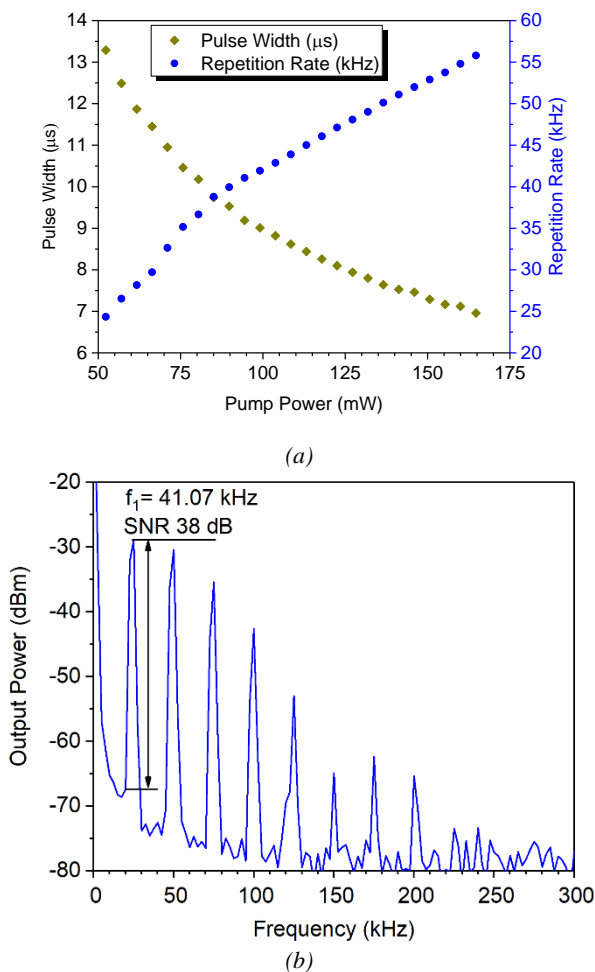 Pulse Width (μs)
Repetition Rate (kHz)
14
13
12
11
10
9
8
7
6
Pulse Width (μs)
60
55
50
45
40
35
30
25
20
Repetition Rate (kHz)
50 75 100 125 150 175
Pump Power (mW)
(a)
f₁= 41.07 kHz
SNR 38 dB
-20
-30
-40
-50
-60
-70
-80
Output Power (dBm)
0 50 100 150 200 250 300
Frequency (kHz)
(b)